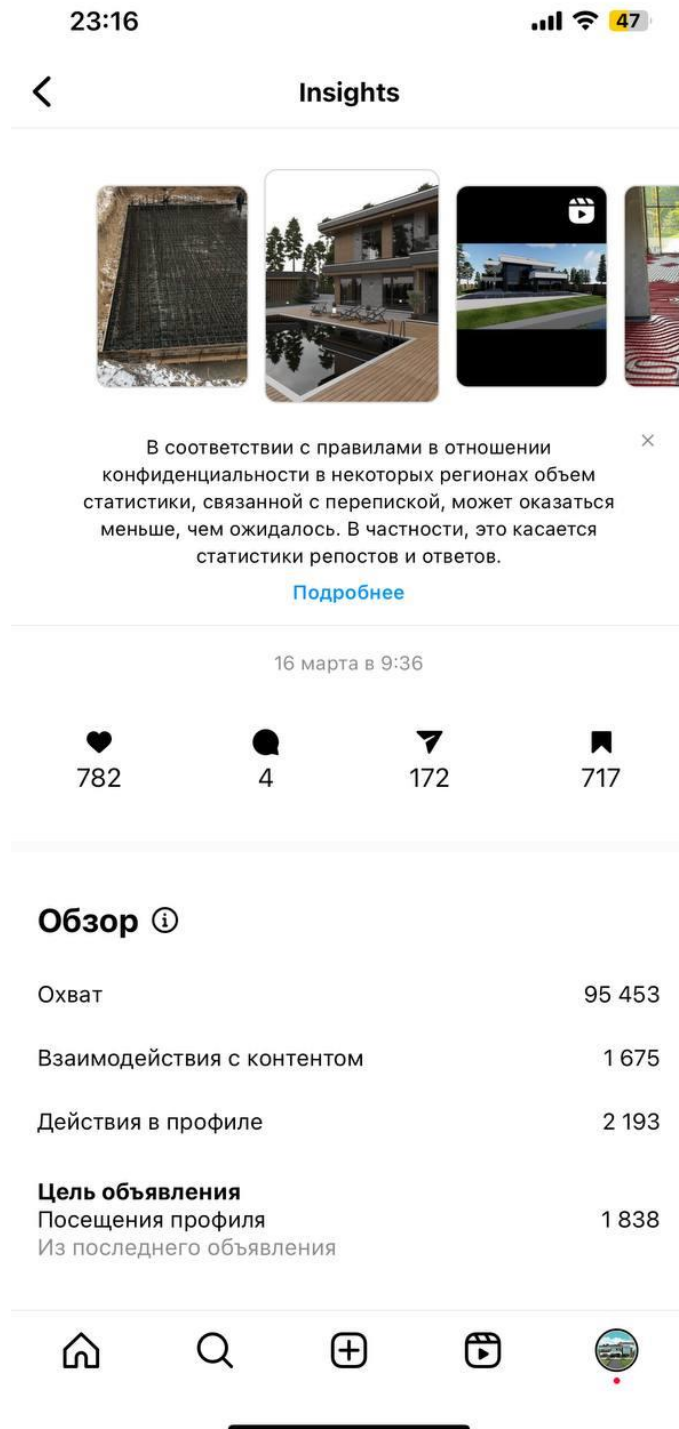 23:16
47
Insights
В соответствии с правилами в отношении
конфиденциальности в некоторых регионах объем
статистики, связанной с перепиской, может оказаться
меньше, чем ожидалось. В частности, это касается
статистики репостов и ответов.
Подробнее
16 марта в 9:36
782 4 172 717
Обзор
Охват 95 453
Взаимодействия с контентом 1 675
Действия в профиле 2 193
Цель объявления
Посещения профиля 1 838
Из последнего объявления